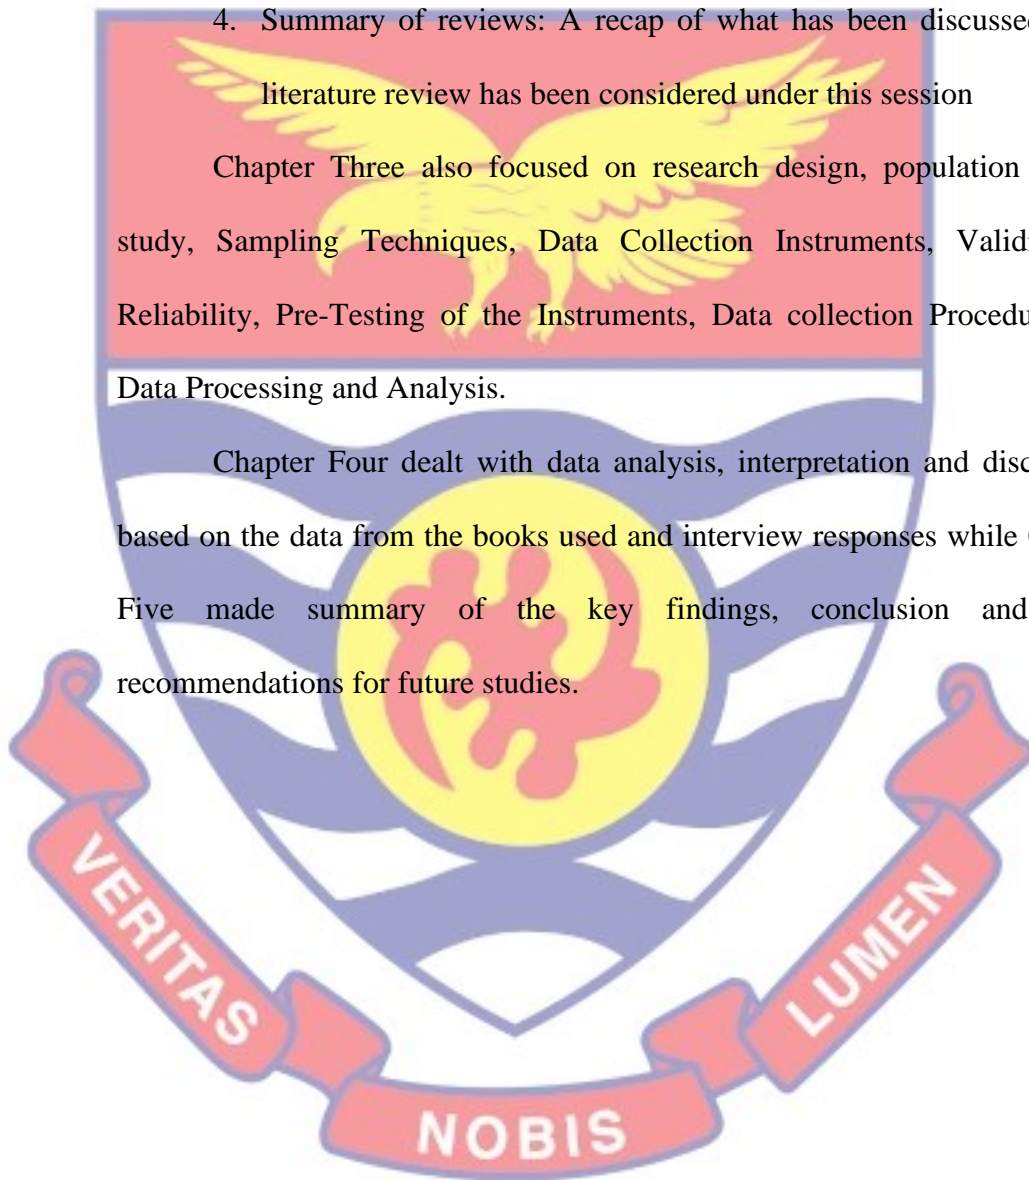 4. Summary of reviews: A recap of what has been discussed
literature review has been considered under this session
Chapter Three also focused on research design, population
study, Sampling Techniques, Data Collection Instruments,
Reliability, Pre-Testing of the Instruments, Data collection
Data Processing and Analysis.
Chapter Four dealt with data analysis, interpretation and
based on the data from the books used and interview responses while
Five made summary of the key findings, conclusion and
recommendations for future studies.
VERITAS
NOBIS
LUMEN